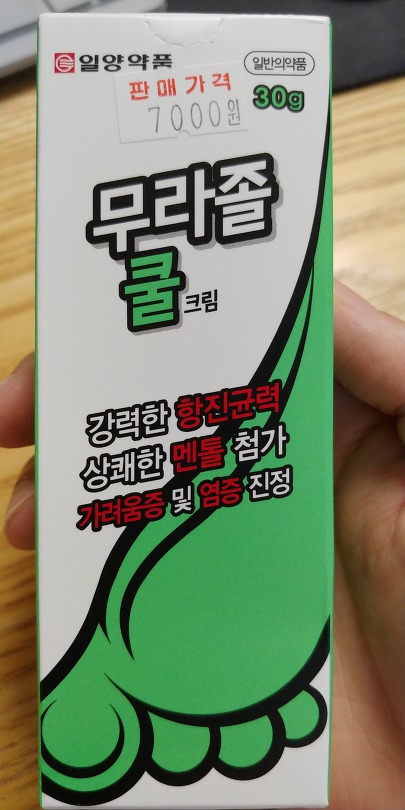 일양약품
판매가격
7000원
일반의약품
30g
무라졸
쿨크림
강력한 항진균력
상쾌한 멘톨 첨가
가려움증 및 염증 진정